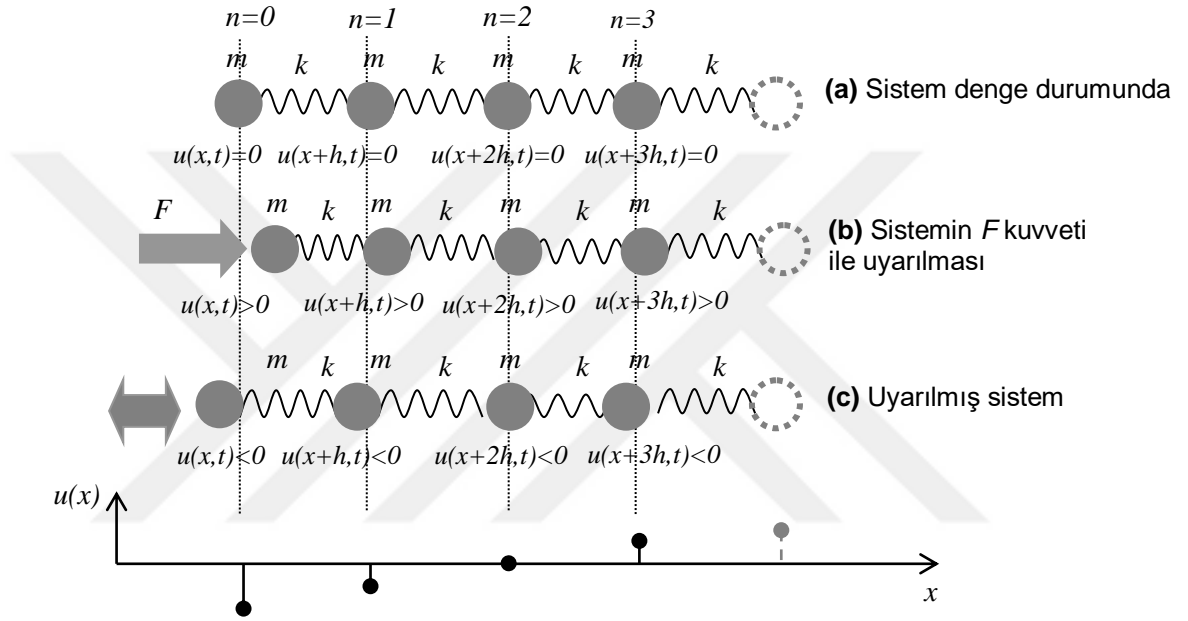 n=0 n=1 n=2 n=3
m k m k m k m k
(a) Sistem denge durumunda
u(x,t)=0 u(x+h,t)=0 u(x+2h,t)=0 u(x+3h,t)=0
F m k m k m k m k
(b) Sistemin F kuvveti
ile uyarılması
u(x,t)>0 u(x+h,t)>0 u(x+2h,t)>0 u(x+3h,t)>0
m k m k m k m k
(c) Uyarılmış sistem
u(x,t)<0 u(x+h,t)<0 u(x+2h,t)<0 u(x+3h,t)<0
u(x)
x